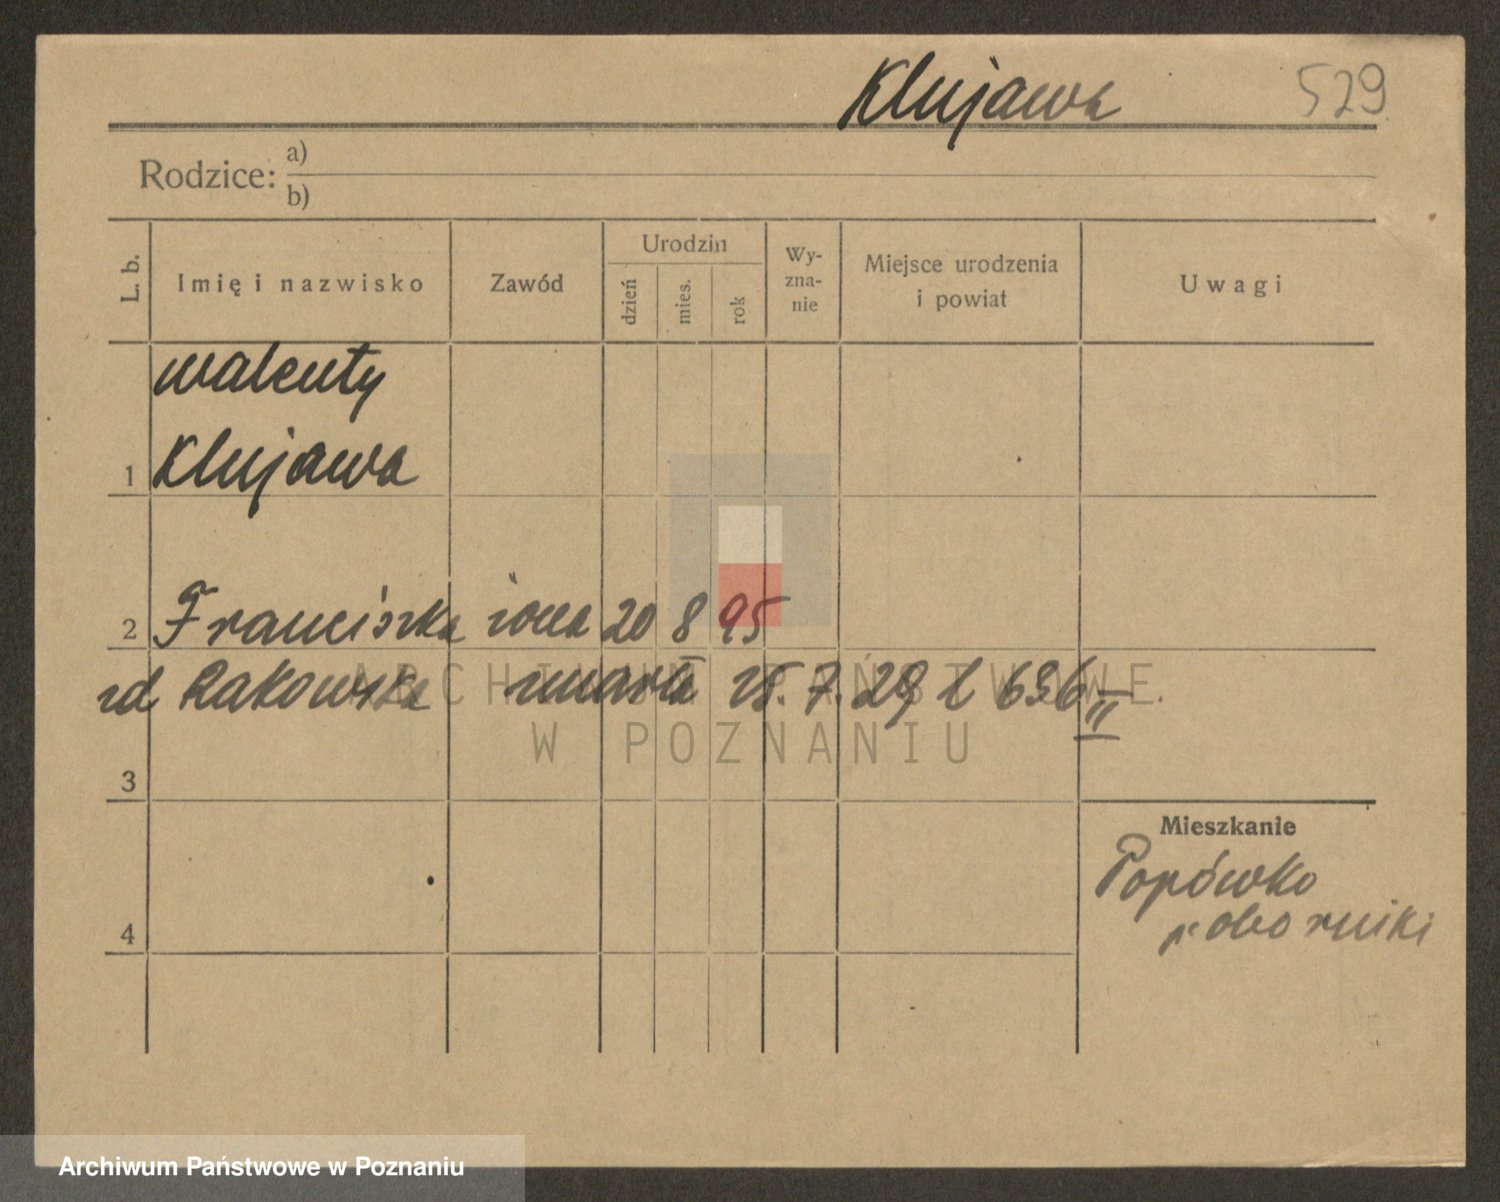 Klujawa 529
Rodzice: a)
b)
L. b. Imię i nazwisko Zawód Urodzin dzień mies. rok Wy-zna-nie Miejsce urodzenia i powiat Uwagi
walenty
1 Klujawa
2 Franciszka żona 20 8 95
zd Rakowska zmarła 25. 7. 29 l 636 II
ARCHIWUM PAŃSTWOWE
W POZNANIU
3
Mieszkanie
Popówko
p. oborniki
4
Archiwum Państwowe w Poznaniu